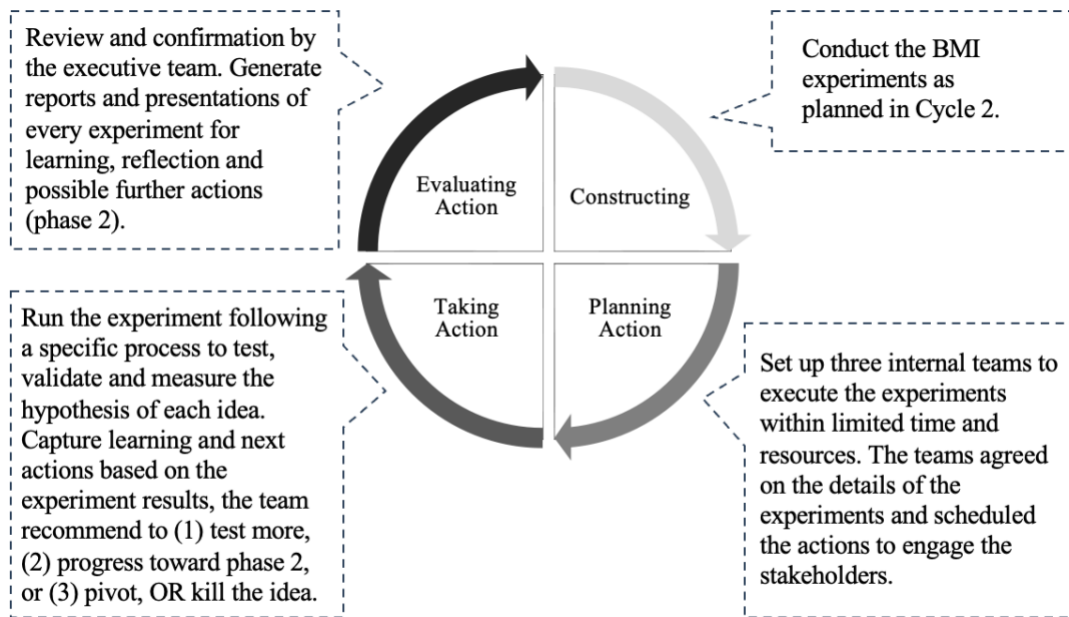 Review and confirmation by
the executive team. Generate
reports and presentations of
every experiment for
learning, reflection and
possible further actions
(phase 2).
Conduct the BMI
experiments as
planned in Cycle 2.
Evaluating
Action
Constructing
Taking
Action
Planning
Action
Run the experiment following
a specific process to test,
validate and measure the
hypothesis of each idea.
Capture learning and next
actions based on the
experiment results, the team
recommend to (1) test more,
(2) progress toward phase 2,
or (3) pivot, OR kill the idea.
Set up three internal teams to
execute the experiments
within limited time and
resources. The teams agreed
on the details of the
experiments and scheduled
the actions to engage the
stakeholders.